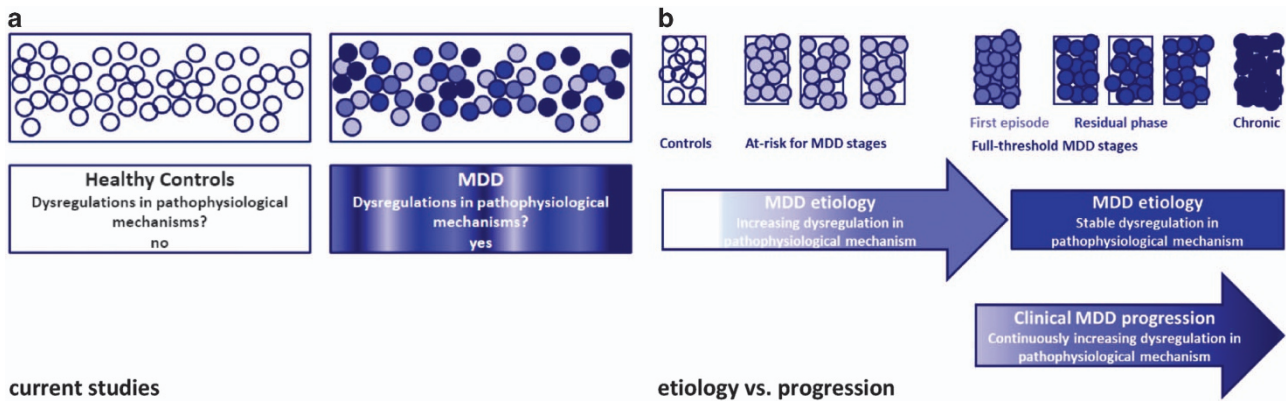 a
Healthy Controls
Dysregulations in pathophysiological
mechanisms?
no
MDD
Dysregulations in pathophysiological
mechanisms?
yes
current studies
b
Controls
At-risk for MDD stages
First episode
Residual phase
Chronic
Full-threshold MDD stages
MDD etiology
Increasing dysregulation in
pathophysiological mechanism
MDD etiology
Stable dysregulation in
pathophysiological mechanism
Clinical MDD progression
Continuously increasing dysregulation in
pathophysiological mechanism
etiology vs. progression